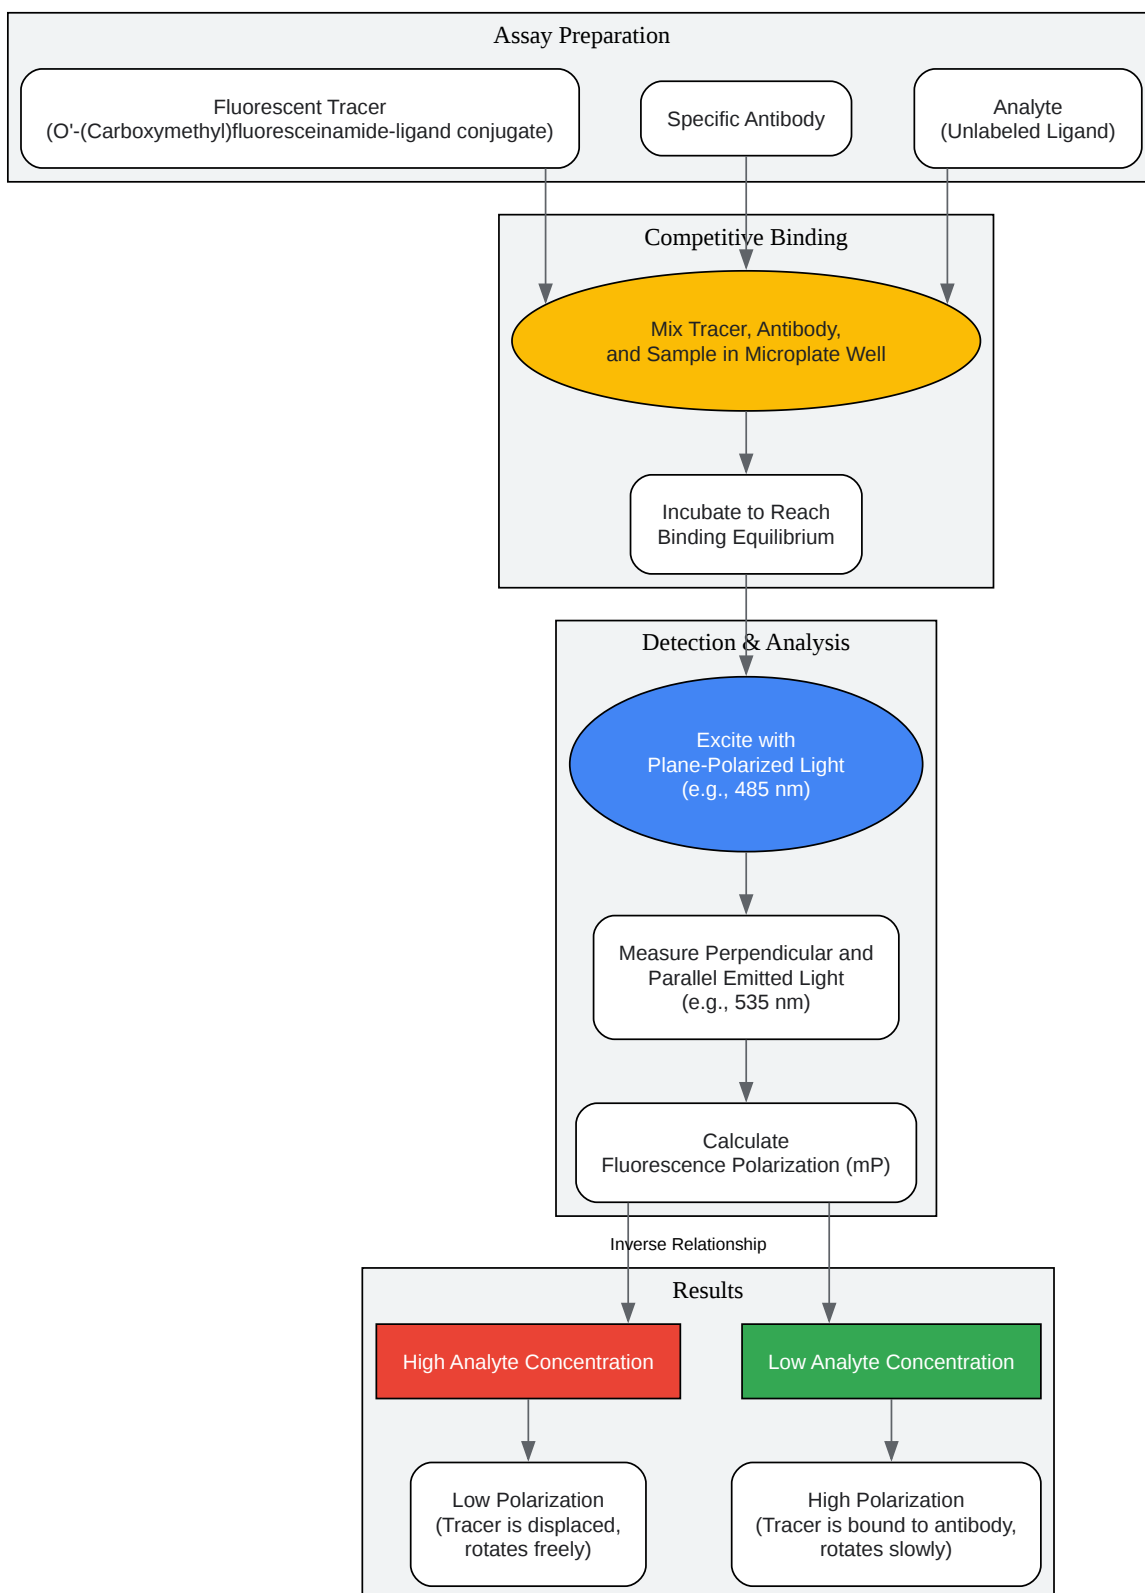 Assay Preparation
Fluorescent Tracer
(O'-(Carboxymethyl)fluoresceinamide-ligand conjugate)
Specific Antibody
Analyte
(Unlabeled Ligand)
Competitive Binding
Mix Tracer, Antibody,
and Sample in Microplate Well
Incubate to Reach
Binding Equilibrium
Detection & Analysis
Excite with
Plane-Polarized Light
(e.g., 485 nm)
Measure Perpendicular and
Parallel Emitted Light
(e.g., 535 nm)
Calculate
Fluorescence Polarization (mP)
Inverse Relationship
Results
High Analyte Concentration
Low Analyte Concentration
Low Polarization
(Tracer is displaced,
rotates freely)
High Polarization
(Tracer is bound to antibody,
rotates slowly)